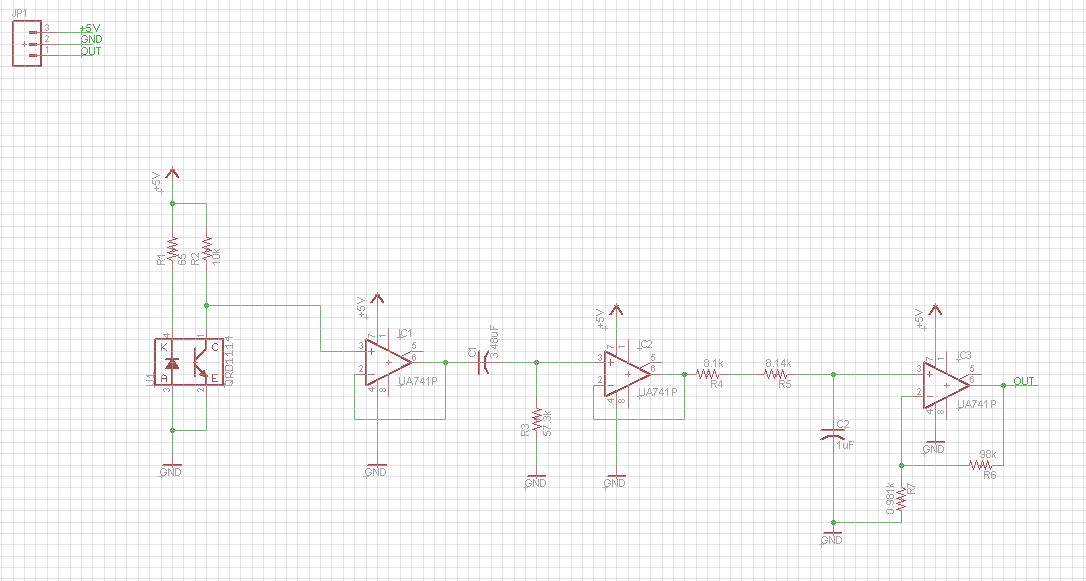 JP1
3 +5V
2 GND
1 OUT
+5V
R1
65
R2
10k
4 1
K C
A E
U1
QRD1114
3 2
GND
+5V
7 1
IC1
3 5
6
2
UA741P
4 8
GND
C1
3.48uF
R3
57.3k
GND
+5V
7 1
IC2
3 5
6
2
UA741P
4 8
GND
8.1k
R4
8.14k
R5
C2
1uF
GND
+5V
7 1
IC3
3 5
6
2
UA741P
4 8
GND
OUT
98k
R6
0.981k
R7